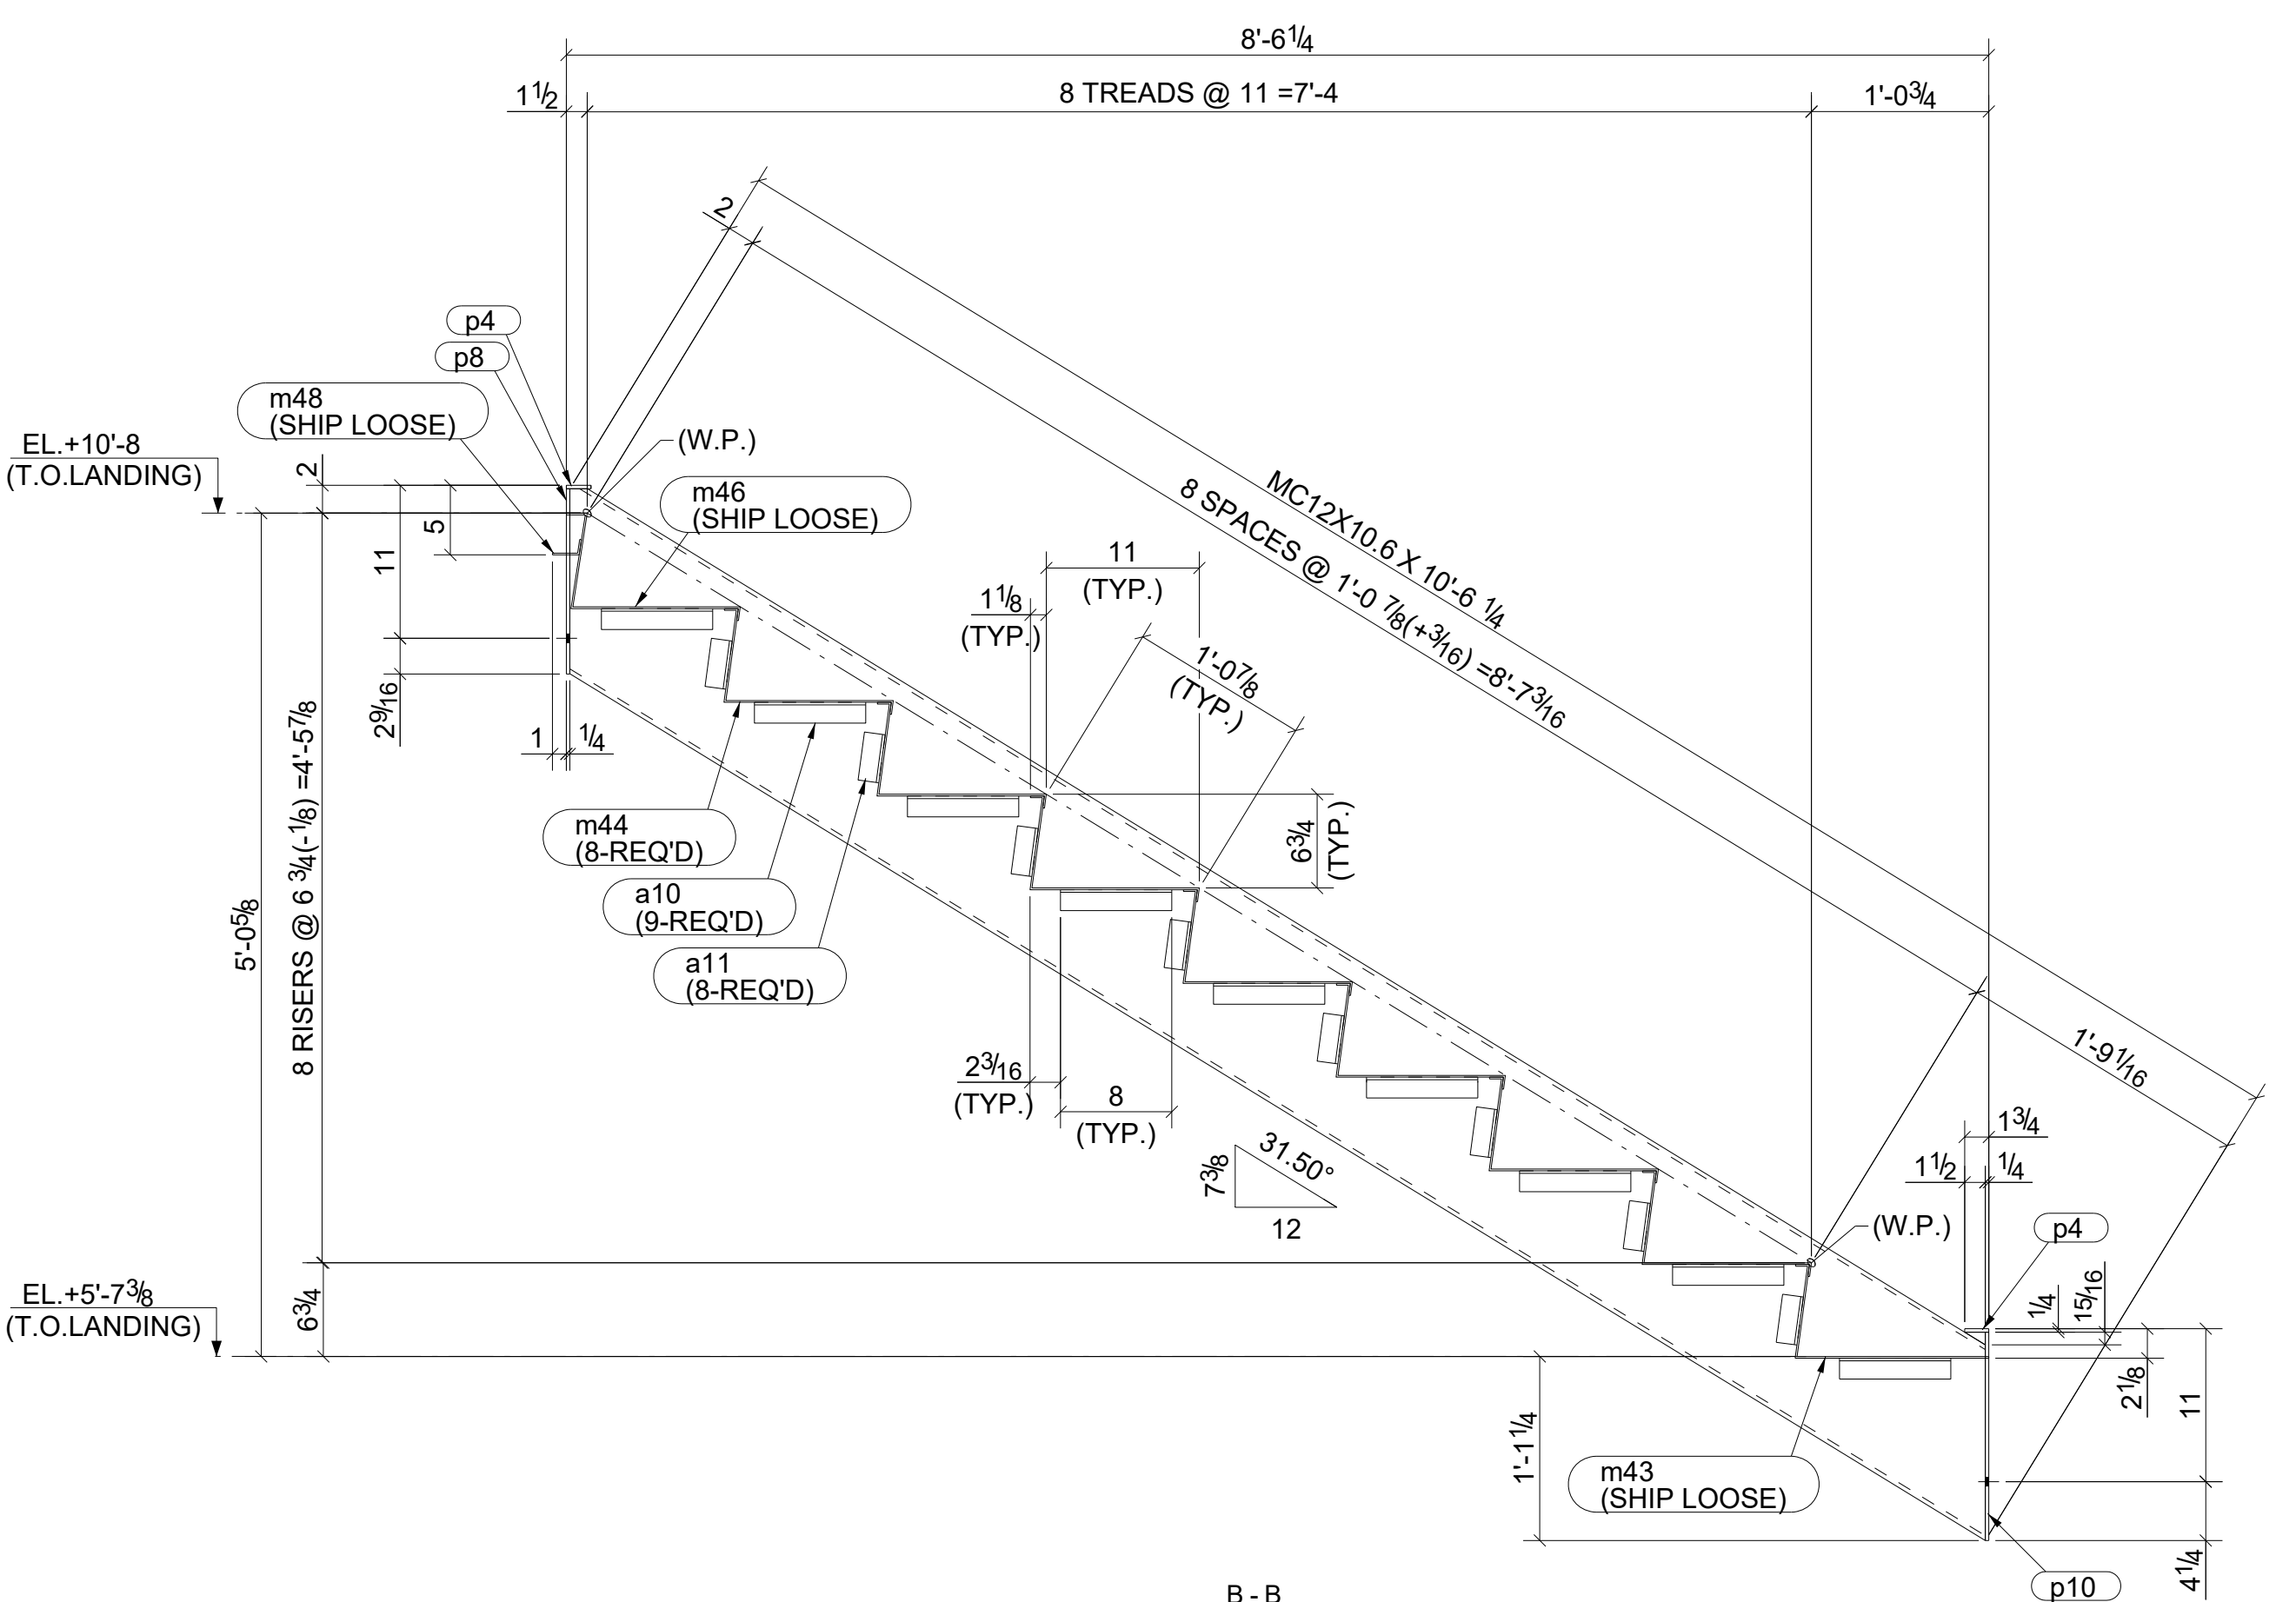 8'-6 1/4
1 1/2
8 TREADS @ 11 =7'-4
1'-0 3/4
2
p4
p8
m48
(SHIP LOOSE)
(W.P.)
EL.+10'-8
(T.O.LANDING)
2
m46
(SHIP LOOSE)
MC12X10.6 X 10'-6 1/4
8 SPACES @ 1'-0 7/8(+3/16) =8'-7 3/16
5
11
11
(TYP.)
1 1/8
(TYP.)
1'-0 7/8
(TYP.)
2 9/16
1
1/4
8 RISERS @ 6 3/4(-1/8) =4'-5 7/8
m44
(8-REQ'D)
6 3/4
(TYP.)
a10
(9-REQ'D)
5'-0 5/8
a11
(8-REQ'D)
2 3/16
(TYP.)
8
(TYP.)
1'-9 1/16
31.50°
7 3/8
12
1 3/4
1 1/2
1/4
(W.P.)
p4
EL.+5'-7 3/8
(T.O.LANDING)
6 3/4
1/4
15/16
2 1/8
11
1'-1 1/4
m43
(SHIP LOOSE)
4 1/4
p10
B - B